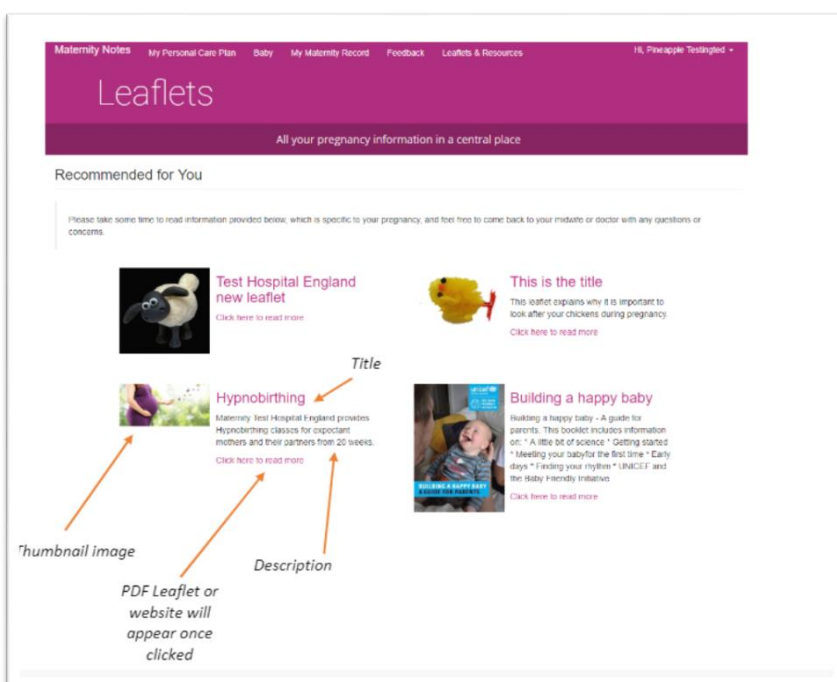 Maternity Notes My Personal Care Plan Baby My Maternity Record Feedback Leaflets & Resources Hi, Pineapple Testingted
Leaflets
All your pregnancy information in a central place
Recommended for You
Please take some time to read information provided below, which is specific to your pregnancy, and feel free to come back to your midwife or doctor with any questions or
concerns.
Test Hospital England
new leaflet
Click here to read more
This is the title
This leaflet explains why it is important to
look after your chickens during pregnancy.
Click here to read more
Title
Hypnobirthing
Maternity Test Hospital England provides
Hypnobirthing classes for expectant
mothers and their partners from 20 weeks.
Click here to read more
unicef
BUILDING A HAPPY BABY
A GUIDE FOR PARENTS
Building a happy baby
Building a happy baby - A guide for
parents. This booklet includes information
on: * A little bit of science * Getting started
* Meeting your babyfor the first time * Early
days * Finding your rhythm * UNICEF and
the Baby Friendly Initiative
Click here to read more
Thumbnail image
Description
PDF Leaflet or
website will
appear once
clicked